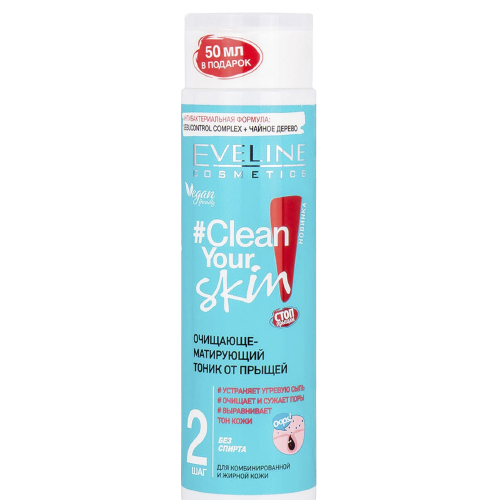 50 МЛ
В ПОДАРОК
АНТИБАКТЕРИАЛЬНАЯ ФОРМУЛА:
SEBUCONTROL COMPLEX + ЧАЙНОЕ ДЕРЕВО
EVELINE
COSMETICS
Vegan
НОВИНКА
#Clean
Your
skin!
СТОП
ОЧИЩАЮЩЕ-
МАТИРУЮЩИЙ
ТОНИК ОТ ПРЫЩЕЙ
# УСТРАНЯЕТ УГРЕВУЮ СЫПЬ
# ОЧИЩАЕТ И СУЖАЕТ ПОРЫ
# ВЫРАВНИВАЕТ
ТОН КОЖИ
Oops!
2
ШАГ
БЕЗ
СПИРТА
ДЛЯ КОМБИНИРОВАННОЙ
И ЖИРНОЙ КОЖИ